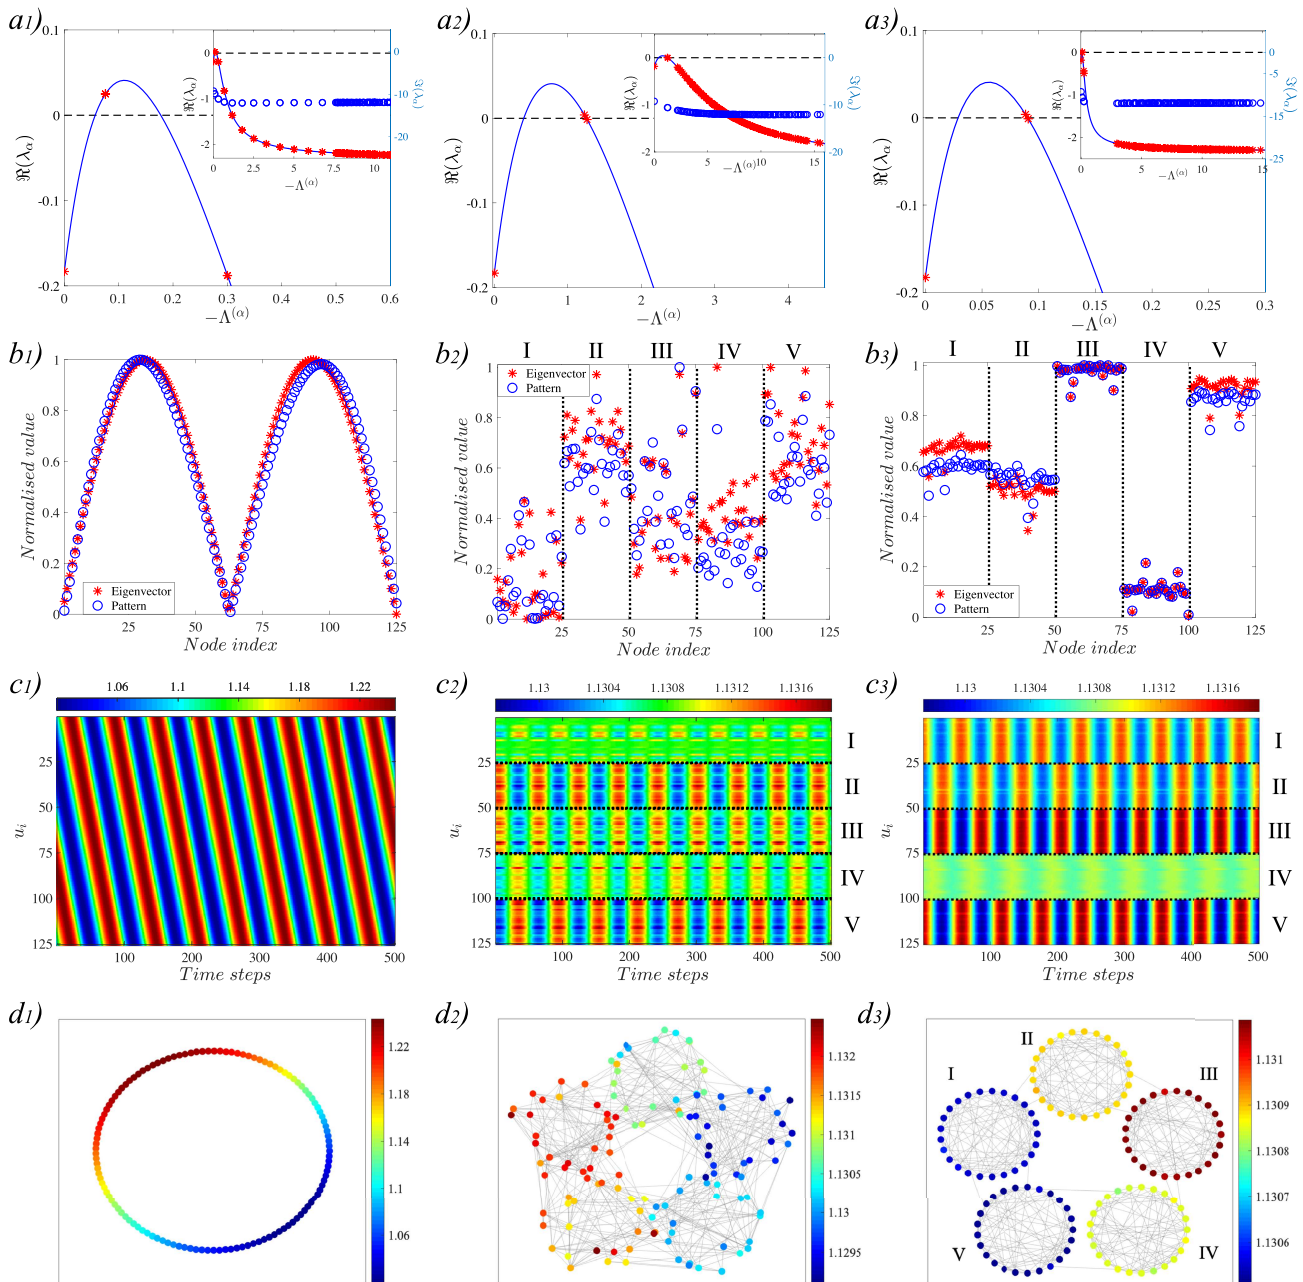 a1)
0.1
0
-0.1
-0.2
ℜ(λα)
0 0.1 0.2 0.3 0.4 0.5 0.6
−Λ(α)
0
-1
-2
ℜ(λα)
0 2.5 5 7.5 10
−Λ(α)
0
-10
-20
ℑ(λα)
a2)
0.1
0
-0.1
-0.2
ℜ(λα)
0 1 2 3 4
−Λ(α)
0
-1
-2
ℜ(λα)
0 5 10 15
−Λ(α)
0
-10
-20
ℑ(λα)
a3)
0.1
0
-0.1
-0.2
ℜ(λα)
0 0.05 0.1 0.15 0.2 0.25 0.3
−Λ(α)
0
-1
-2
ℜ(λα)
0 5 10 15
−Λ(α)
0
-5
-10
-15
-20
-25
ℑ(λα)
b1)
1
0.8
0.6
0.4
0.2
0
Normalised value
Eigenvector
Pattern
25 50 75 100 125
Node index
b2)
I II III IV V
1
0.8
0.6
0.4
0.2
0
Normalised value
Eigenvector
Pattern
25 50 75 100 125
Node index
b3)
I II III IV V
1
0.8
0.6
0.4
0.2
0
Normalised value
Eigenvector
Pattern
25 50 75 100 125
Node index
c1)
1.06 1.1 1.14 1.18 1.22
25
50
75
100
125
ui
100 200 300 400 500
Time steps
c2)
1.13 1.1304 1.1308 1.1312 1.1316
25
50
75
100
125
ui
I
II
III
IV
V
100 200 300 400 500
Time steps
c3)
1.13 1.1304 1.1308 1.1312 1.1316
25
50
75
100
125
ui
I
II
III
IV
V
100 200 300 400 500
Time steps
d1)
1.22
1.18
1.14
1.1
1.06
d2)
1.132
1.1315
1.131
1.1305
1.13
1.1295
d3)
I
II
III
IV
V
1.131
1.1309
1.1308
1.1307
1.1306